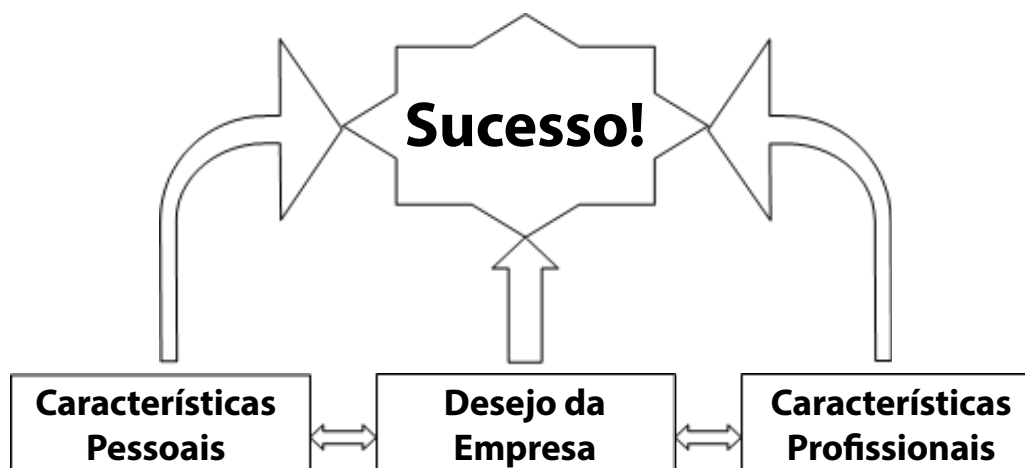 Sucesso!
Características
Pessoais
Desejo da
Empresa
Características
Profissionais